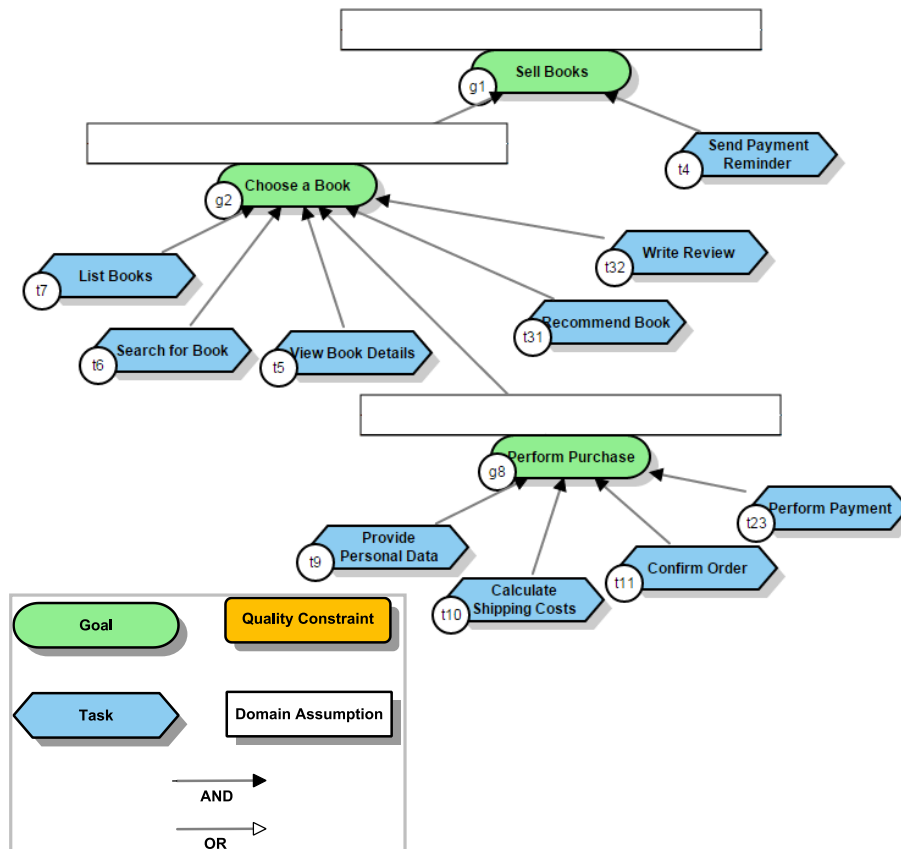 Sell Books
g1
Send Payment
Reminder
t4
Choose a Book
g2
Write Review
t32
List Books
t7
Recommend Book
t31
Search for Book
t6
View Book Details
t5
Perform Purchase
g8
Perform Payment
t23
Provide
Personal Data
t9
Confirm Order
t11
Calculate
Shipping Costs
t10
Goal
Quality Constraint
Task
Domain Assumption
AND
OR